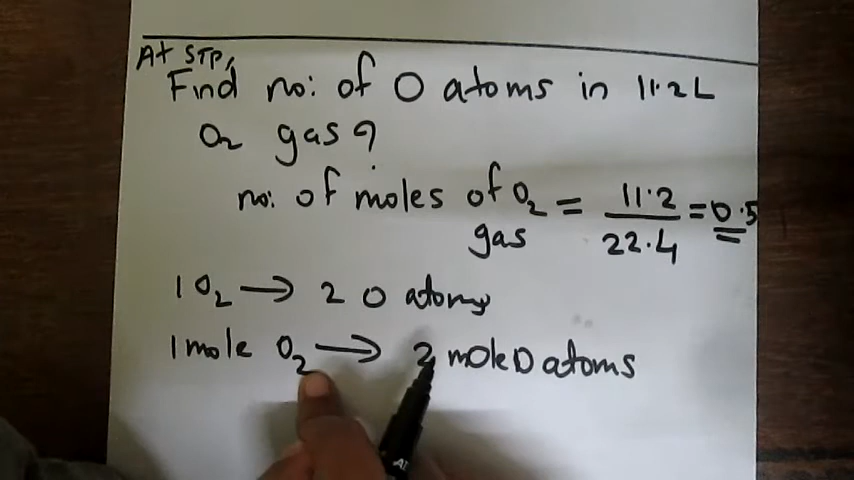 At STP,
Find no: of O atoms in 11.2L
O₂ gas ?
no: of moles of O₂ gas = 11.2/22.4 = 0.5
1 O₂ → 2 O atoms
1 mole O₂ → 2 mole O atoms